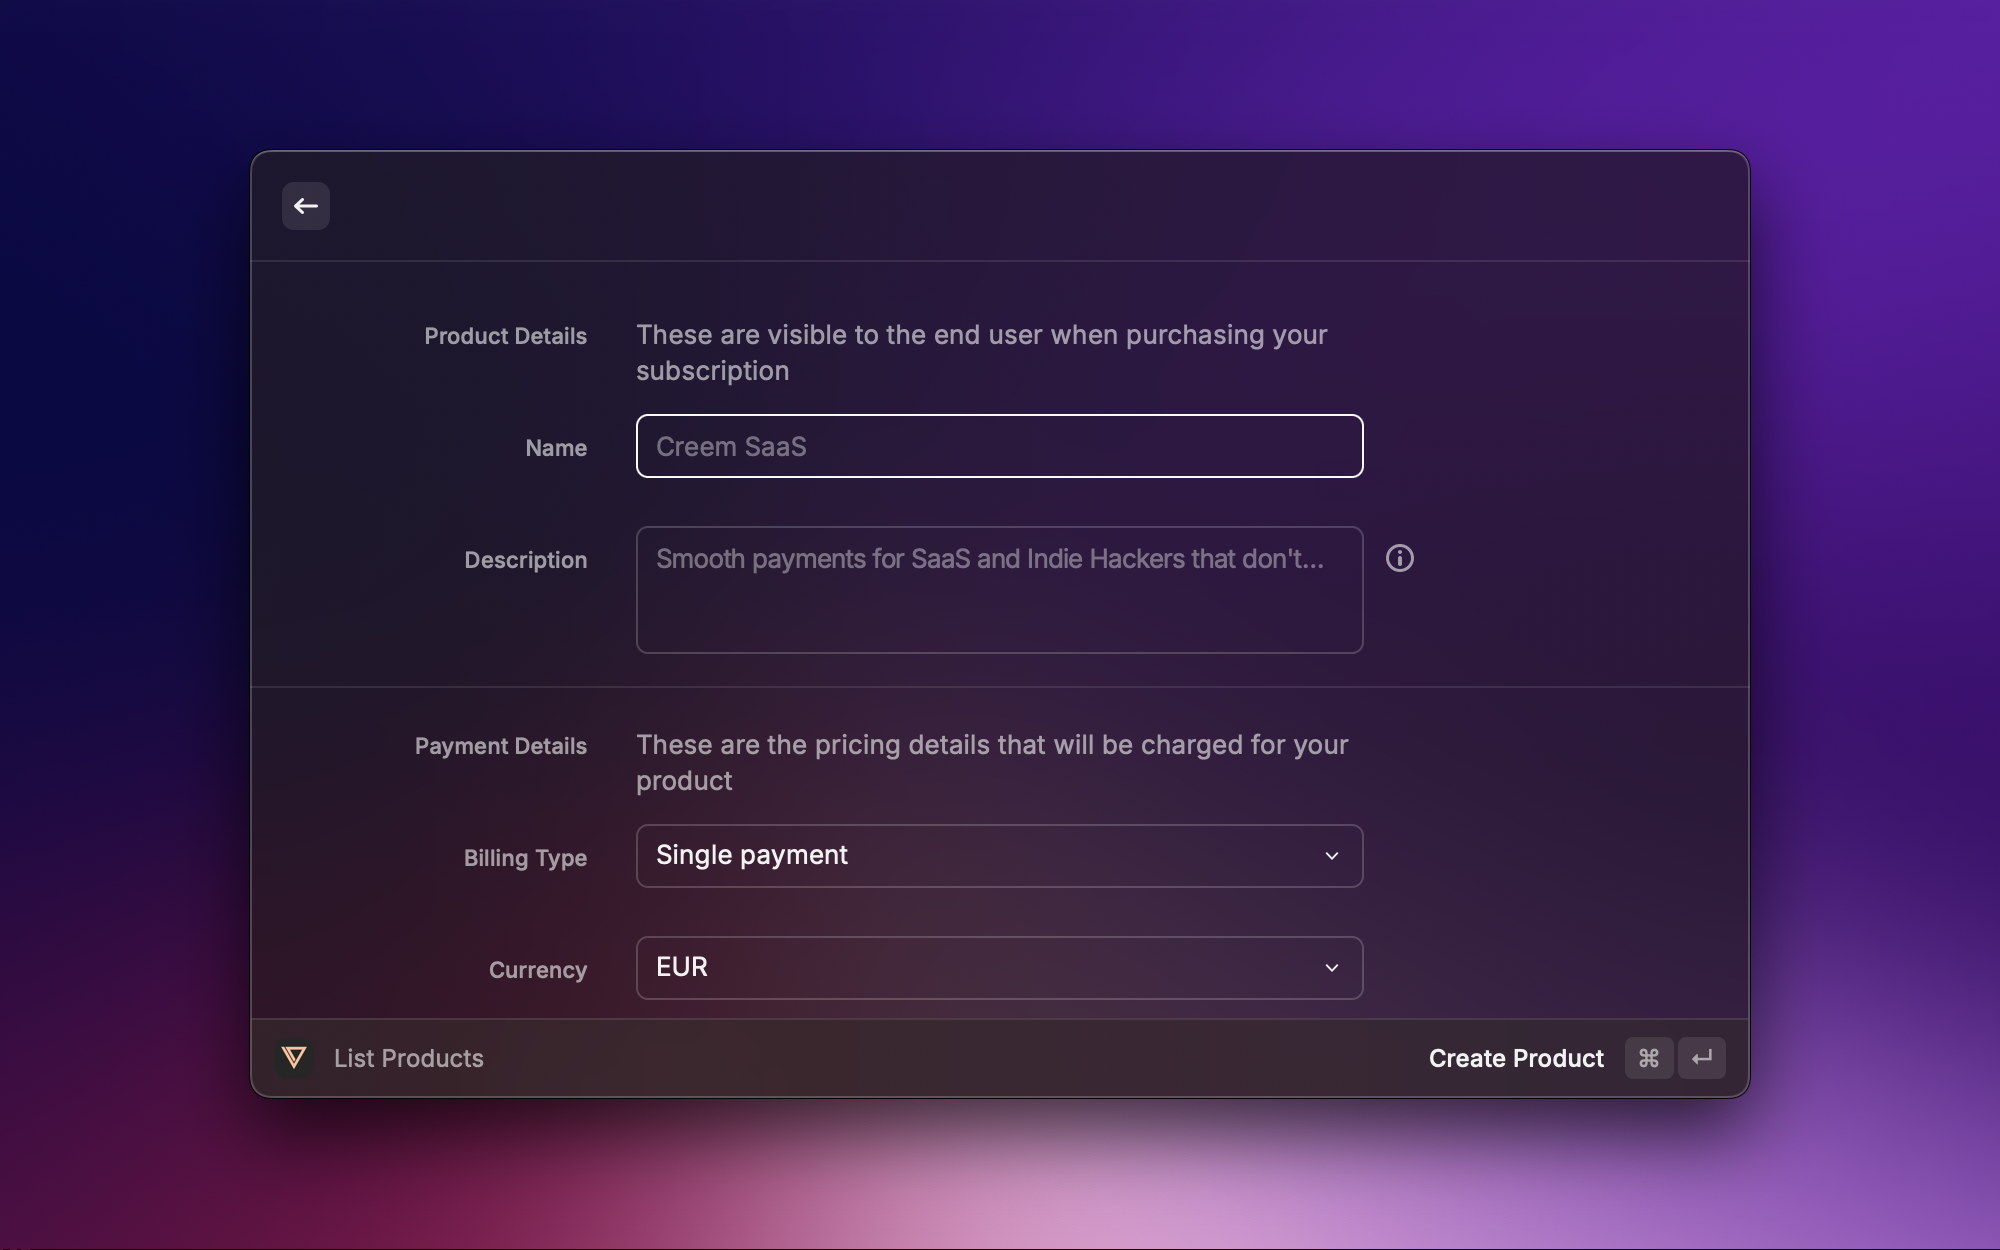 Product Details
These are visible to the end user when purchasing your
subscription
Name
Creem SaaS
Description
Smooth payments for SaaS and Indie Hackers that don't...
Payment Details
These are the pricing details that will be charged for your
product
Billing Type
Single payment
Currency
EUR
List Products
Create Product ⌘ ↵